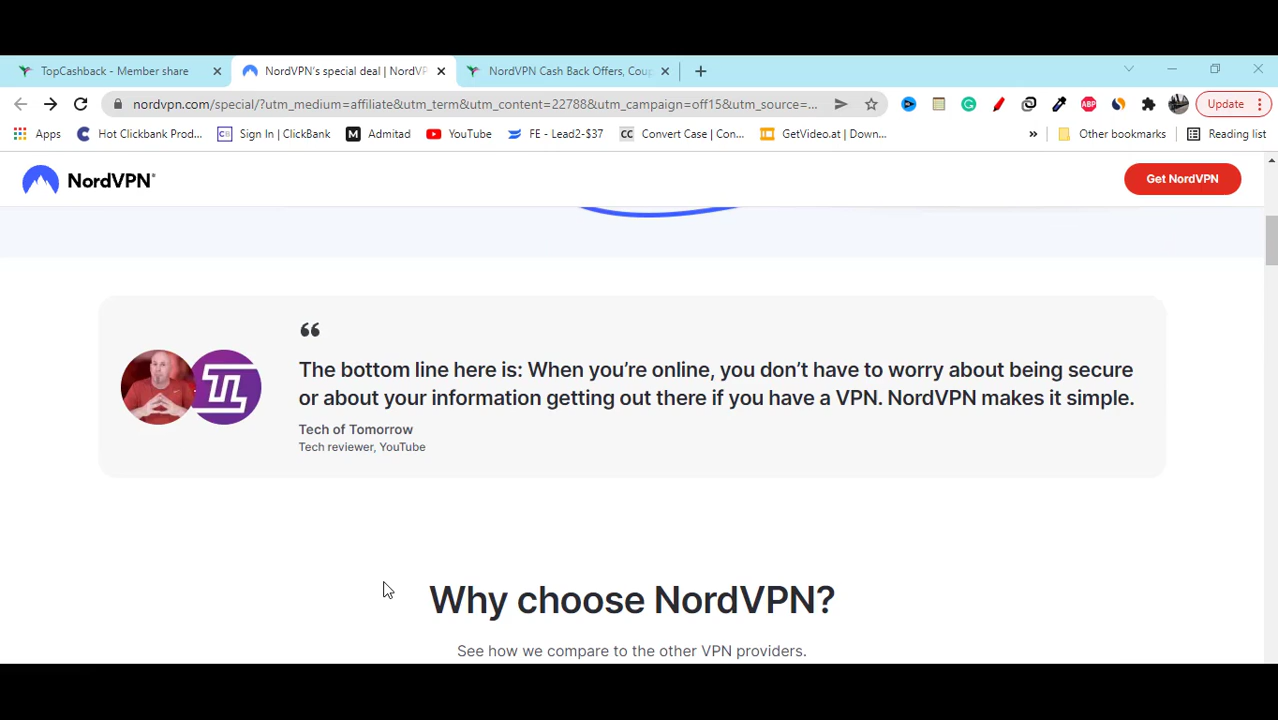 TopCashback - Member share
NordVPN's special deal | NordVP
NordVPN Cash Back Offers, Coup
nordvpn.com/special/?utm_medium=affiliate&utm_term&utm_content=22788&utm_campaign=off15&utm_source=...
ABP
Update
Apps
Hot Clickbank Prod...
CB
Sign In | ClickBank
M
Admitad
YouTube
FE - Lead2-$37
CC
Convert Case | Con...
GetVideo.at | Down...
»
Other bookmarks
Reading list
NordVPN®
Get NordVPN
“
The bottom line here is: When you’re online, you don’t have to worry about being secure
or about your information getting out there if you have a VPN. NordVPN makes it simple.
Tech of Tomorrow
Tech reviewer, YouTube
Why choose NordVPN?
See how we compare to the other VPN providers.